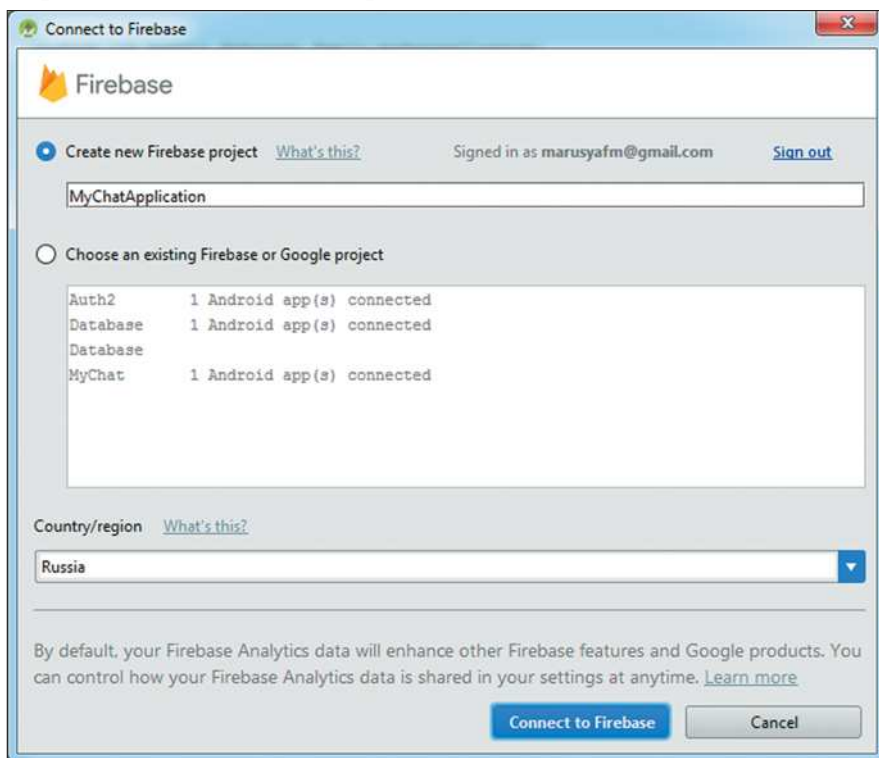 Connect to Firebase
Firebase
Create new Firebase project What's this? Signed in as marusyafm@gmail.com Sign out
MyChatApplication
Choose an existing Firebase or Google project
Auth2 1 Android app(s) connected
Database 1 Android app(s) connected
Database
MyChat 1 Android app(s) connected
Country/region What's this?
Russia
By default, your Firebase Analytics data will enhance other Firebase features and Google products. You
can control how your Firebase Analytics data is shared in your settings at anytime. Learn more
Connect to Firebase Cancel